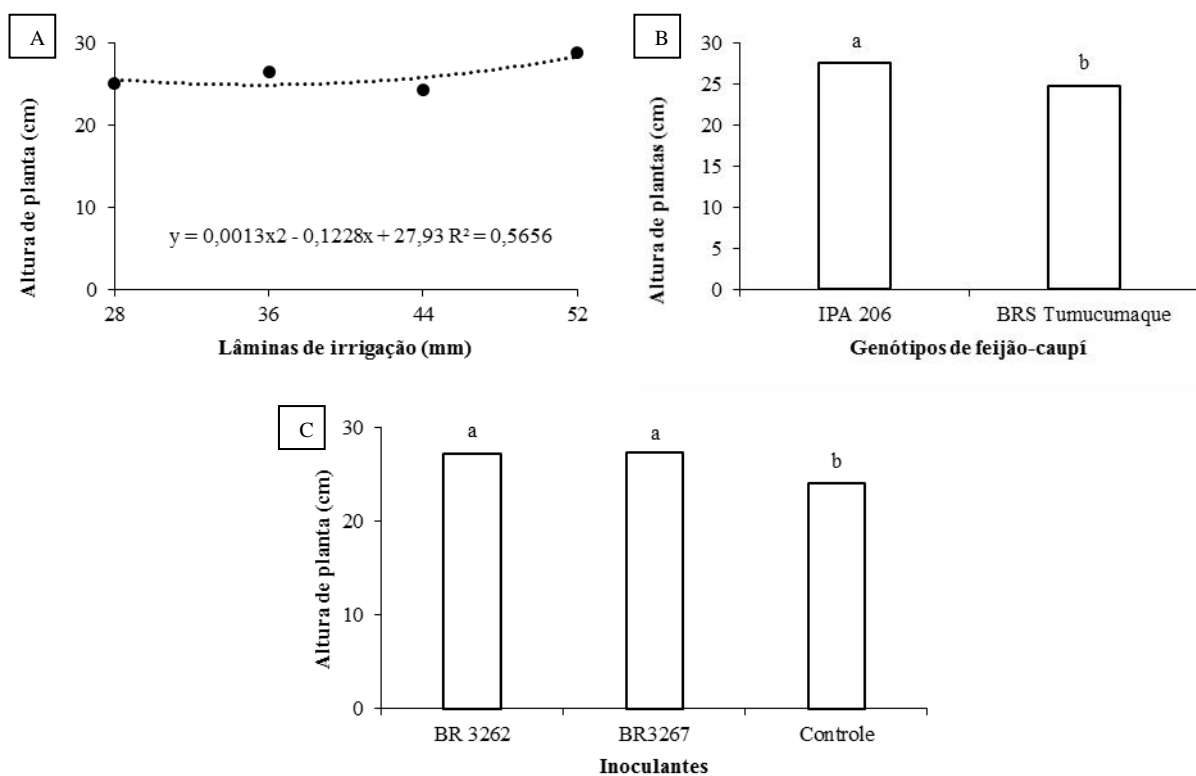 A
Altura de planta (cm)
30
25
20
15
10
5
0
y = 0,0013x2 - 0,1228x + 27,93 R² = 0,5656
28 36 44 52
Lâminas de irrigação (mm)
B
Altura de plantas (cm)
30
25
20
15
10
5
0
a
b
IPA 206 BRS Tumucumaque
Genótipos de feijão-caupí
C
Altura de planta (cm)
30
20
10
0
a a
b
BR 3262 BR3267 Controle
Inoculantes